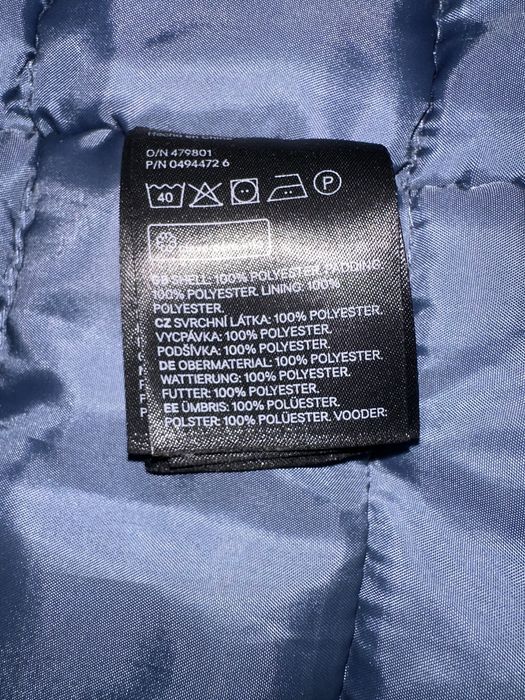 O/N 479801
P/N 0494472 6
40 P
GB SHELL: 100% POLYESTER. PADDING:
100% POLYESTER. LINING: 100%
POLYESTER.
CZ SVRCHNÍ LÁTKA: 100% POLYESTER.
VYCPÁVKA: 100% POLYESTER.
PODŠÍVKA: 100% POLYESTER.
DE OBERMATERIAL: 100% POLYESTER.
WATTIERUNG: 100% POLYESTER.
FUTTER: 100% POLYESTER.
EE ÜMBRIS: 100% POLÜESTER.
POLSTER: 100% POLÜESTER. VOODER: